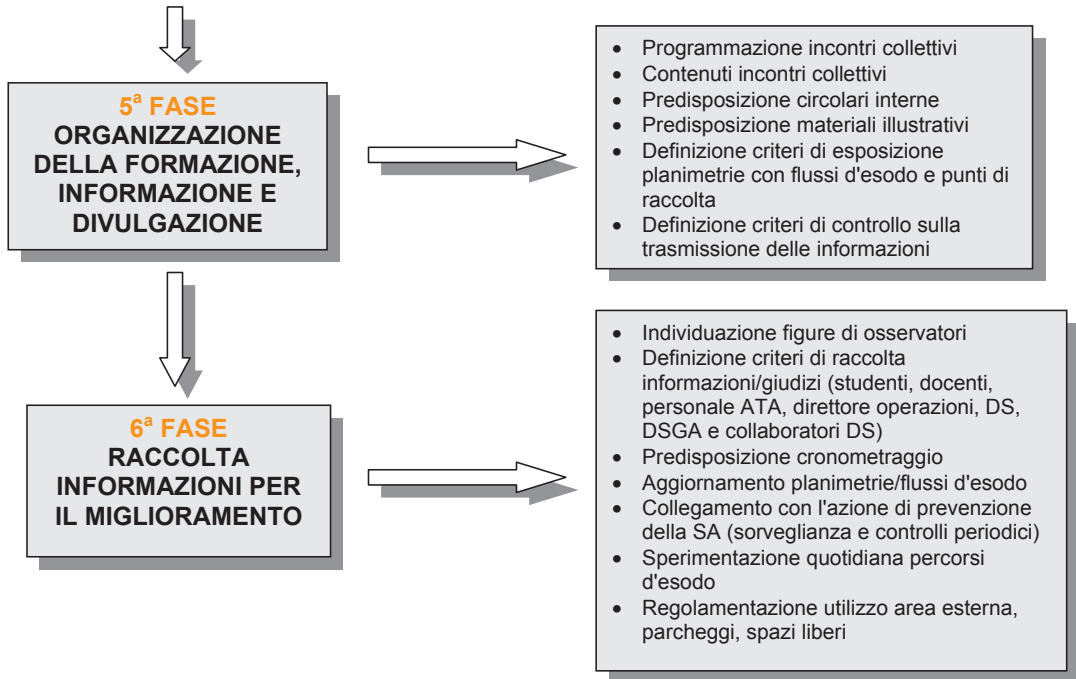 5ª FASE
ORGANIZZAZIONE
DELLA FORMAZIONE,
INFORMAZIONE E
DIVULGAZIONE
• Programmazione incontri collettivi
• Contenuti incontri collettivi
• Predisposizione circolari interne
• Predisposizione materiali illustrativi
• Definizione criteri di esposizione
planimetrie con flussi d'esodo e punti di
raccolta
• Definizione criteri di controllo sulla
trasmissione delle informazioni
6ª FASE
RACCOLTA
INFORMAZIONI PER
IL MIGLIORAMENTO
• Individuazione figure di osservatori
• Definizione criteri di raccolta
informazioni/giudizi (studenti, docenti,
personale ATA, direttore operazioni, DS,
DSGA e collaboratori DS)
• Predisposizione cronometraggio
• Aggiornamento planimetrie/flussi d'esodo
• Collegamento con l'azione di prevenzione
della SA (sorveglianza e controlli periodici)
• Sperimentazione quotidiana percorsi
d'esodo
• Regolamentazione utilizzo area esterna,
parcheggi, spazi liberi